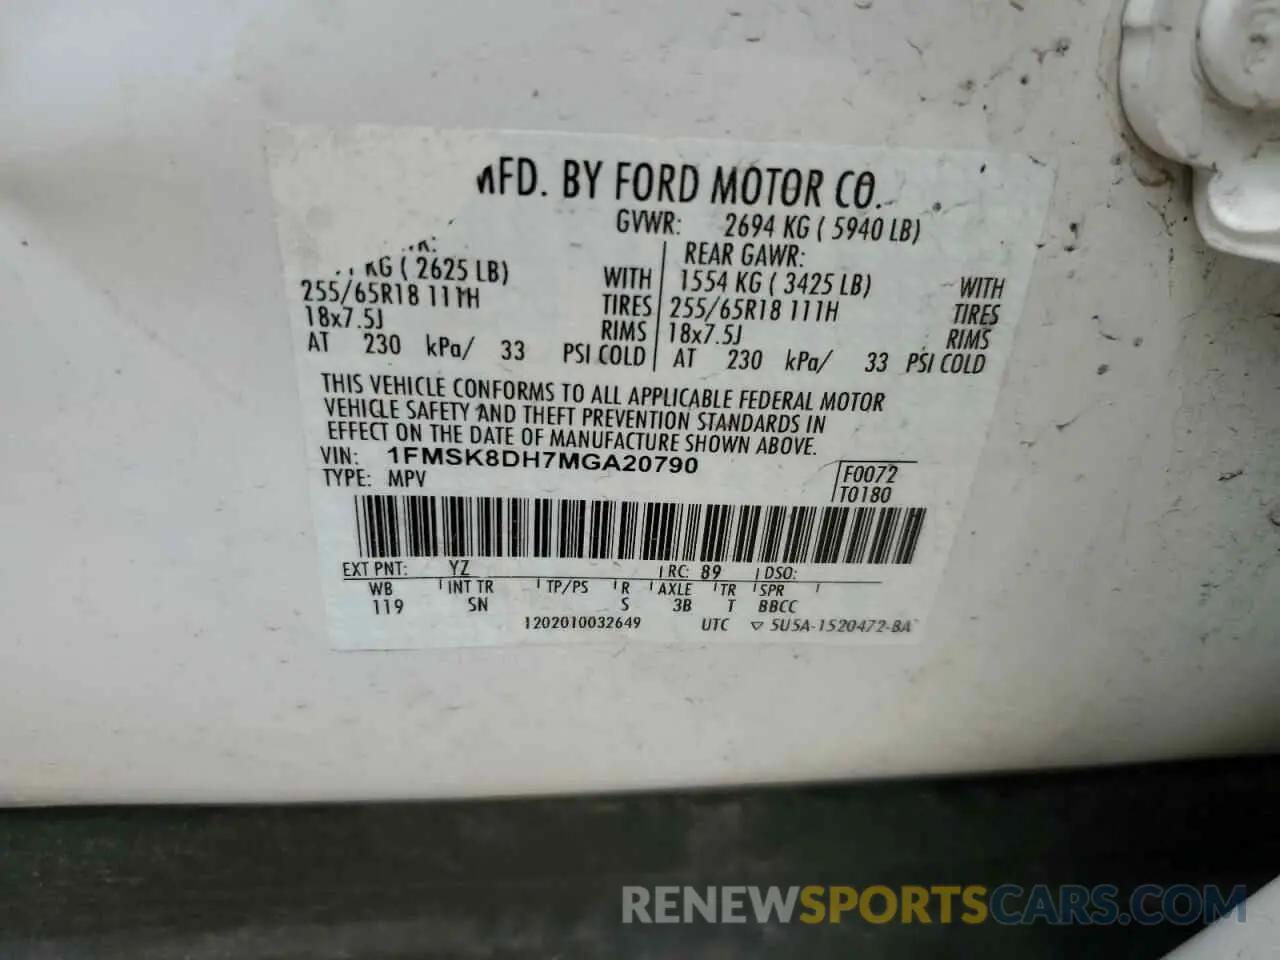 MFD. BY FORD MOTOR CO.
GVWR: 2694 KG ( 5940 LB)
KG ( 2625 LB) WITH
255/65R18 111H TIRES
18x7.5J RIMS
AT 230 kPa/ 33 PSI COLD
REAR GAWR:
1554 KG ( 3425 LB) WITH
255/65R18 111H TIRES
18x7.5J RIMS
AT 230 kPa/ 33 PSI COLD
THIS VEHICLE CONFORMS TO ALL APPLICABLE FEDERAL MOTOR
VEHICLE SAFETY AND THEFT PREVENTION STANDARDS IN
EFFECT ON THE DATE OF MANUFACTURE SHOWN ABOVE.
VIN: 1FMSK8DH7MGA20790
TYPE: MPV
F0072
T0180
EXT PNT: YZ RC: 89 DSO:
WB INT TR TP/PS R AXLE TR SPR
119 SN S 3B T BBCC
1202010032649 UTC ▽ 5U5A-1520472-BA
RENEWSPORTSCARS.COM